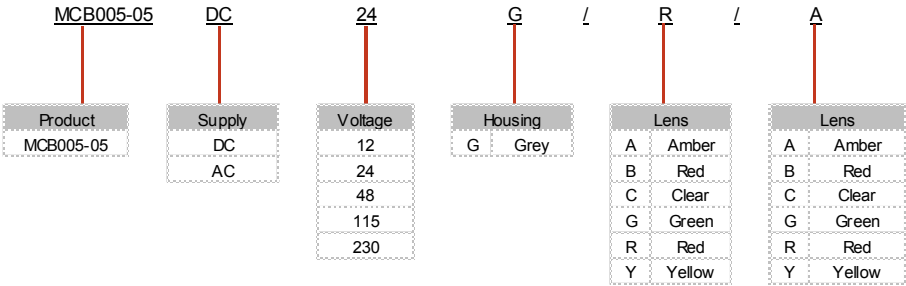 MCB005-05 DC 24 G / R / A
Product Supply Voltage Housing Lens Lens
MCB005-05 DC 12 G Grey A Amber A Amber
AC 24 B Red B Red
48 C Clear C Clear
115 G Green G Green
230 R Red R Red
Y Yellow Y Yellow